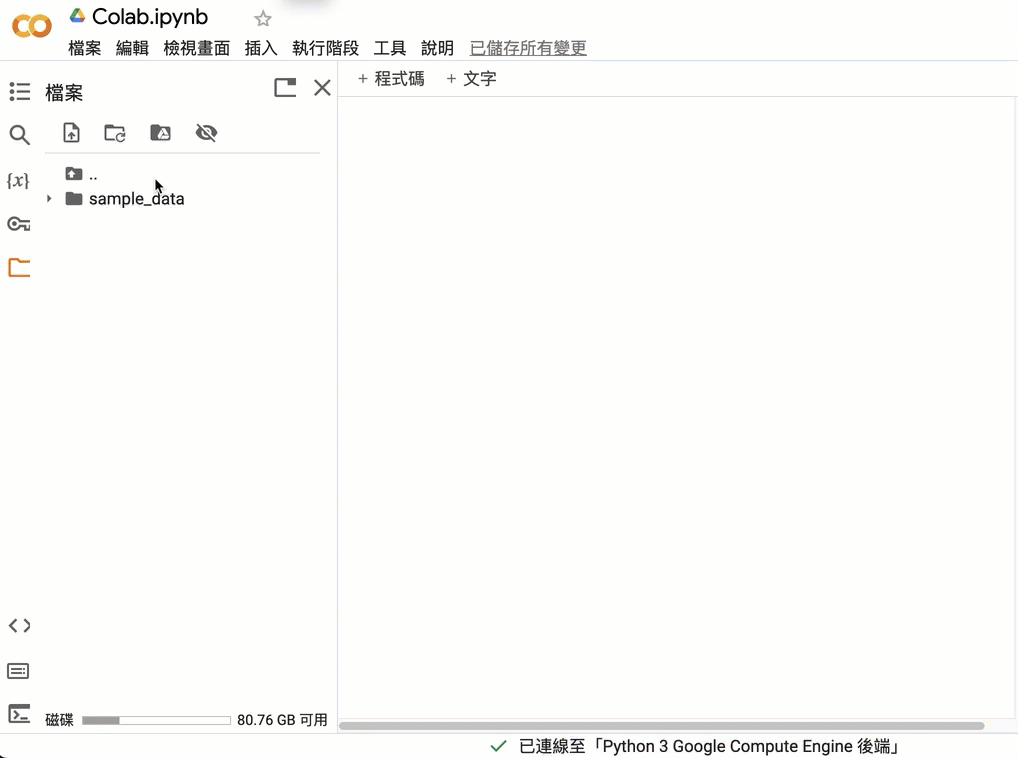 Colab.ipynb
檔案 編輯 檢視畫面 插入 執行階段 工具 說明 已儲存所有變更
檔案
+ 程式碼 + 文字
{x}
..
sample_data
磁碟 80.76 GB 可用
已連線至「Python 3 Google Compute Engine 後端」